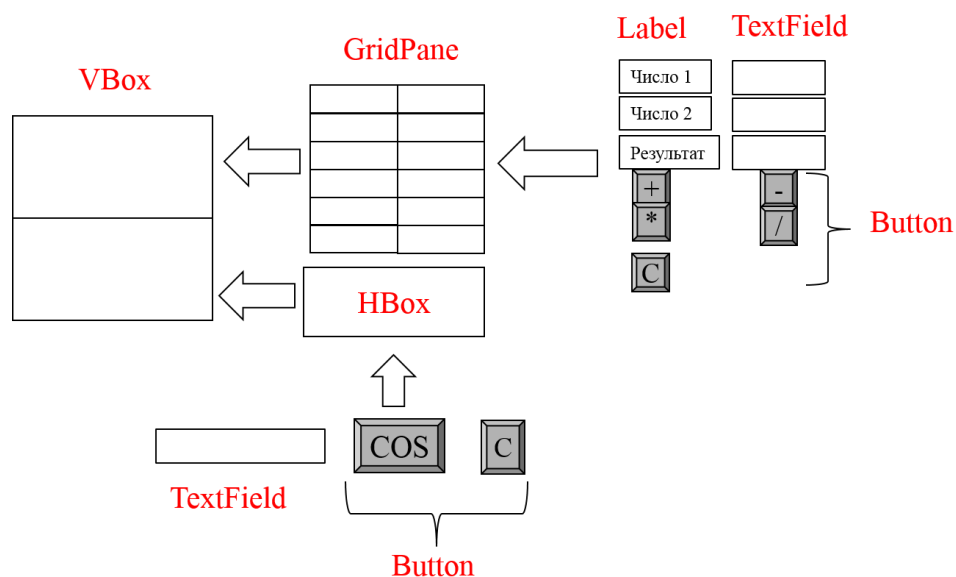 Label TextField
GridPane
VBox
Число 1
Число 2
Результат
+ -
* /
Button
C
HBox
COS C
TextField
Button